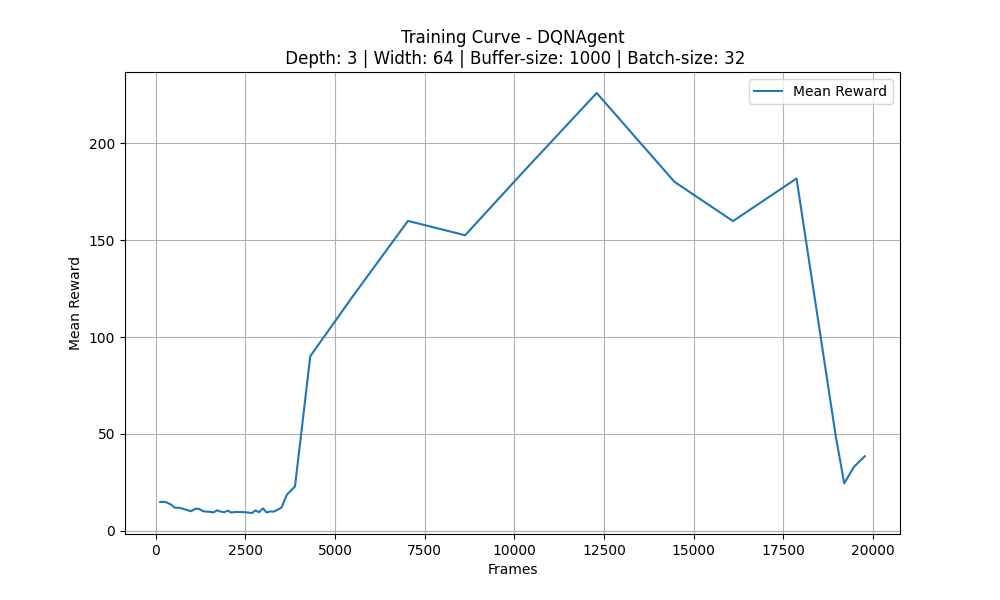 Training Curve - DQNAgent
Depth: 3 | Width: 64 | Buffer-size: 1000 | Batch-size: 32
Mean Reward
200
150
100
50
0
Mean Reward
0 2500 5000 7500 10000 12500 15000 17500 20000
Frames